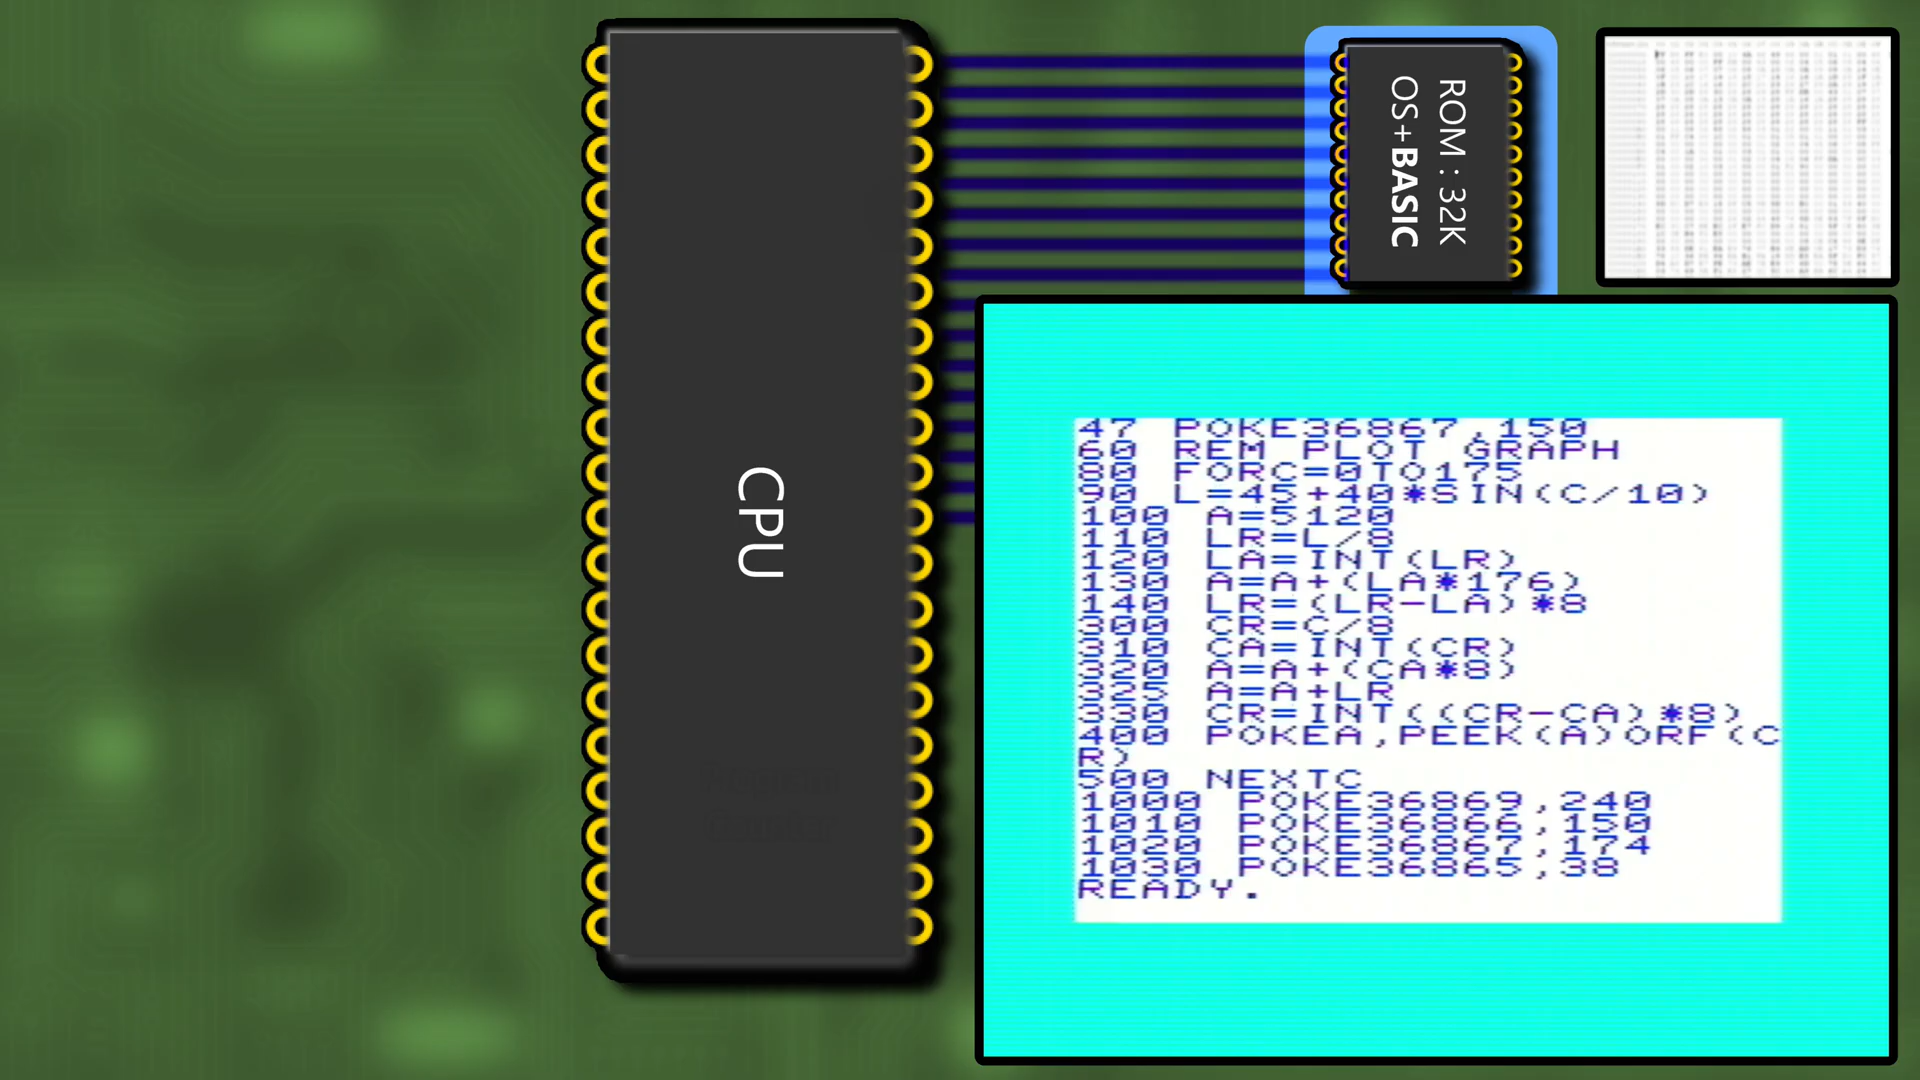 CPU
ROM : 32K
OS+BASIC
47 POKE36867,150
60 REM PLOT GRAPH
80 FORC=0TO175
90 L=45+40*SIN(C/10)
100 A=5120
110 LR=L/8
120 LA=INT(LR)
130 A=A+(LA*176)
140 LR=(LR-LA)*8
300 CR=C/8
310 CA=INT(CR)
320 A=A+(CA*8)
325 A=A+LR
330 CR=INT((CR-CA)*8)
400 POKEA,PEEK(A)ORF(C
R)
500 NEXTC
1000 POKE36869,240
1010 POKE36866,150
1020 POKE36867,174
1030 POKE36865,38
READY.